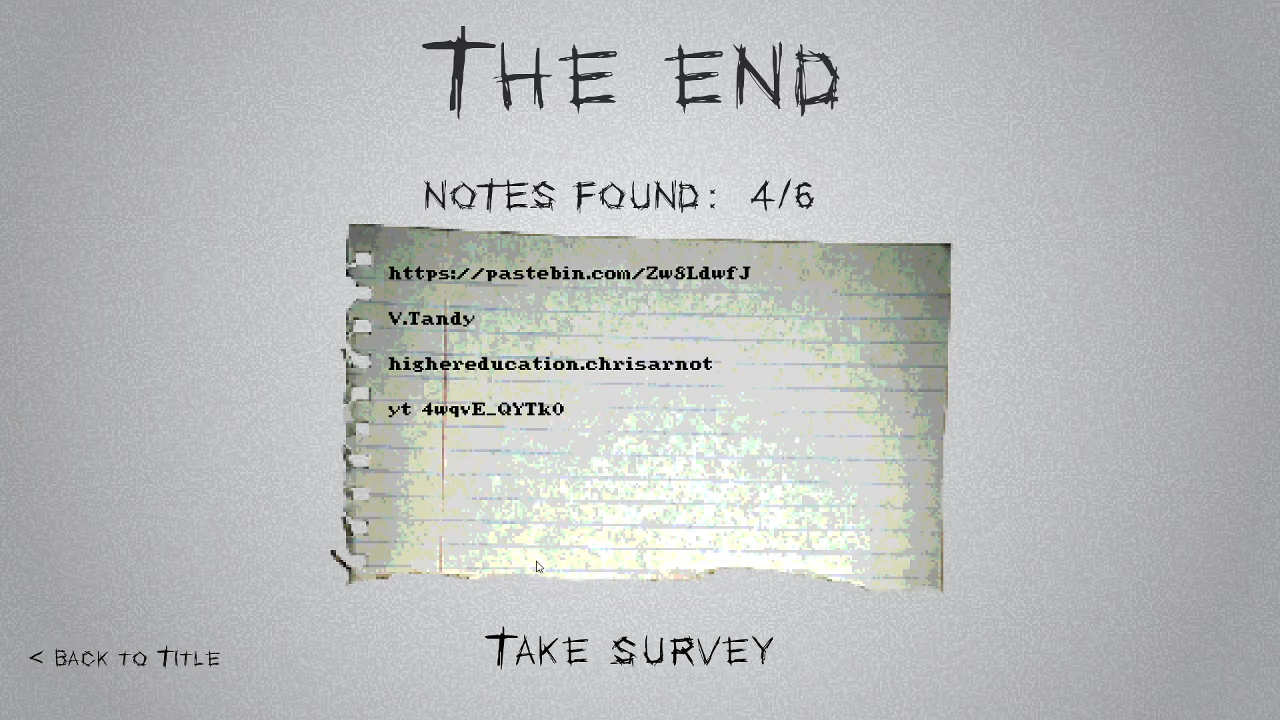 THE END
NOTES FOUND: 4/6
https://pastebin.com/Zw8LdwfJ
V.Tandy
highereducation.chrisarnot
yt 4wqvE_QYTk0
TAKE SURVEY
< BACK TO TITLE